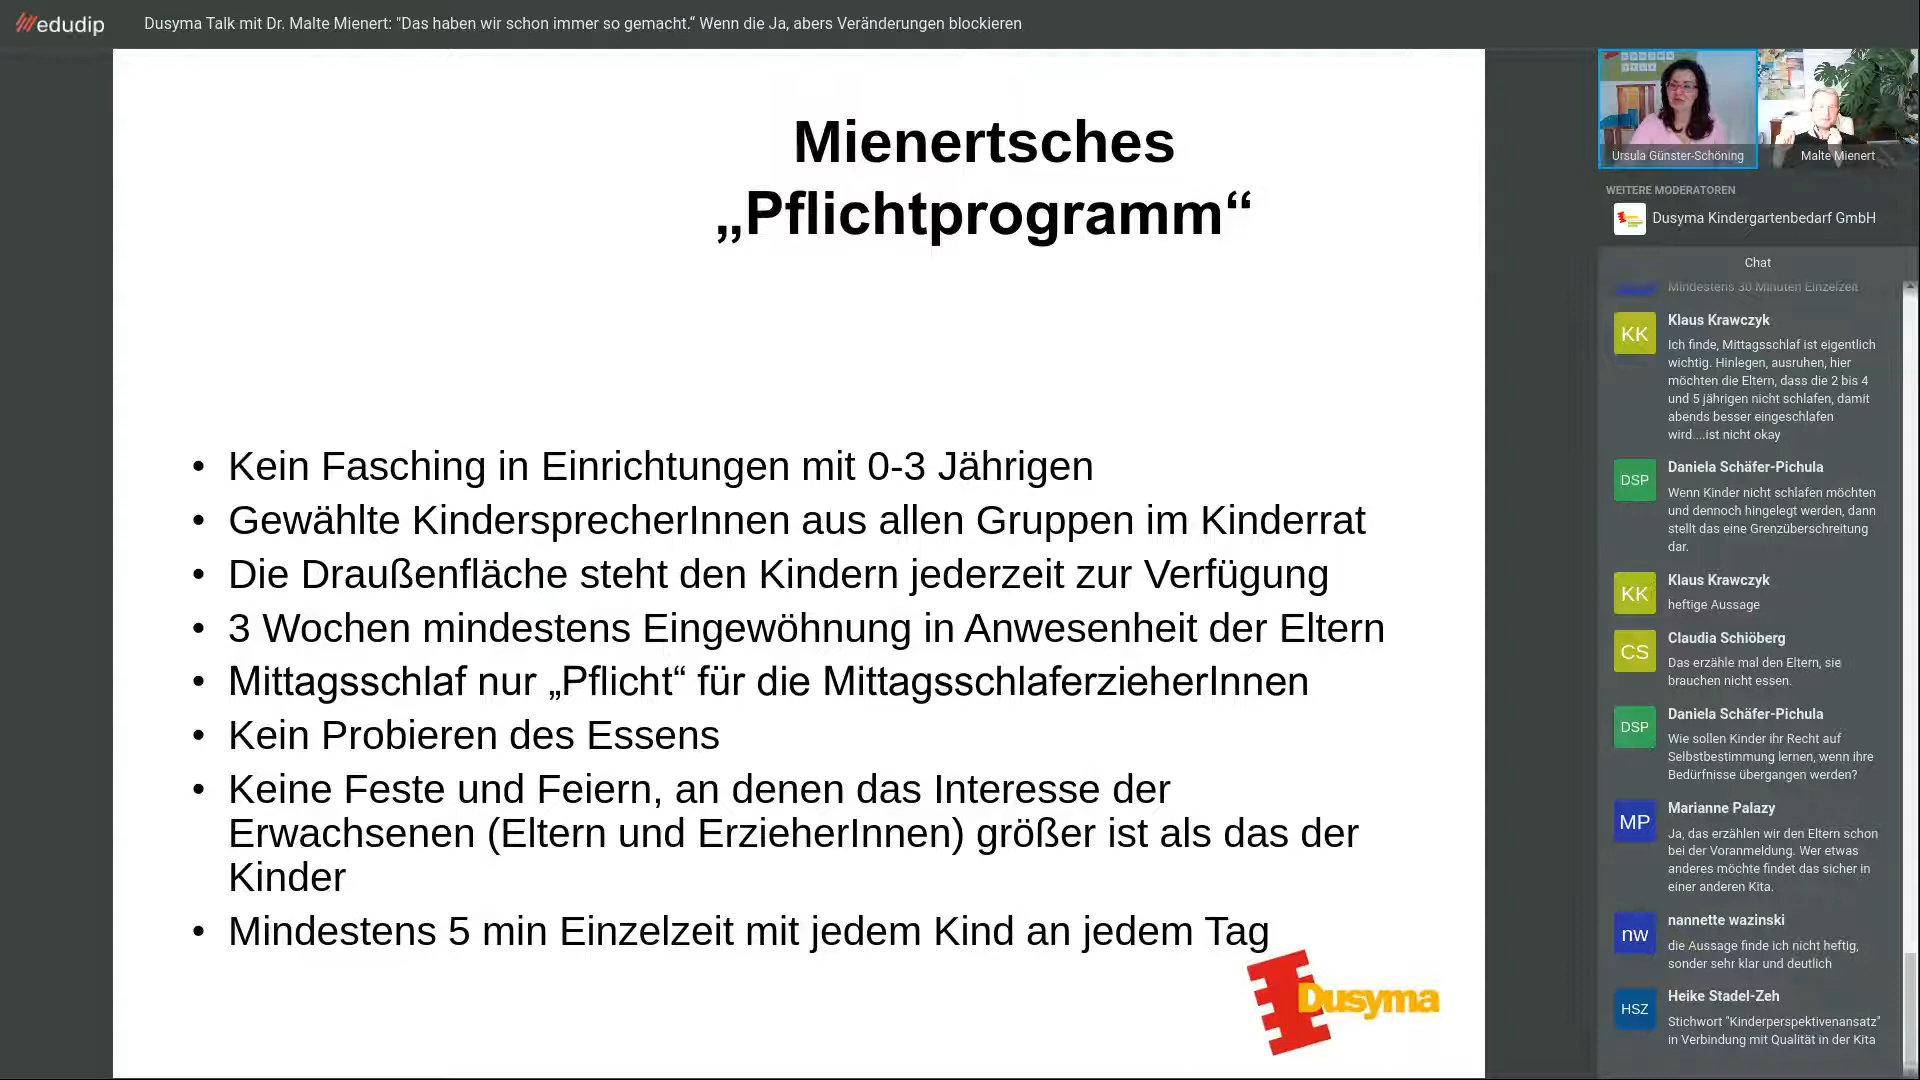 edudip
Dusyma Talk mit Dr. Malte Mienert: "Das haben wir schon immer so gemacht.“ Wenn die Ja, abers Veränderungen blockieren
Mienertsches
„Pflichtprogramm“
• Kein Fasching in Einrichtungen mit 0-3 Jährigen
• Gewählte KindersprecherInnen aus allen Gruppen im Kinderrat
• Die Draußenfläche steht den Kindern jederzeit zur Verfügung
• 3 Wochen mindestens Eingewöhnung in Anwesenheit der Eltern
• Mittagsschlaf nur „Pflicht“ für die MittagsschlaferzieherInnen
• Kein Probieren des Essens
• Keine Feste und Feiern, an denen das Interesse der
Erwachsenen (Eltern und ErzieherInnen) größer ist als das der
Kinder
• Mindestens 5 min Einzelzeit mit jedem Kind an jedem Tag
Dusyma
Ursula Günster-Schöning
Malte Mienert
WEITERE MODERATOREN
Dusyma Kindergartenbedarf GmbH
Chat
Mindestens 30 Minuten Einzelzeit
KK
Klaus Krawczyk
Ich finde, Mittagsschlaf ist eigentlich
wichtig. Hinlegen, ausruhen, hier
möchten die Eltern, dass die 2 bis 4
und 5 jährigen nicht schlafen, damit
abends besser eingeschlafen
wird....ist nicht okay
DSP
Daniela Schäfer-Pichula
Wenn Kinder nicht schlafen möchten
und dennoch hingelegt werden, dann
stellt das eine Grenzüberschreitung
dar.
KK
Klaus Krawczyk
heftige Aussage
CS
Claudia Schiöberg
Das erzähle mal den Eltern, sie
brauchen nicht essen.
DSP
Daniela Schäfer-Pichula
Wie sollen Kinder ihr Recht auf
Selbstbestimmung lernen, wenn ihre
Bedürfnisse übergangen werden?
MP
Marianne Palazy
Ja, das erzählen wir den Eltern schon
bei der Voranmeldung. Wer etwas
anderes möchte findet das sicher in
einer anderen Kita.
nw
nannette wazinski
die Aussage finde ich nicht heftig,
sonder sehr klar und deutlich
HSZ
Heike Stadel-Zeh
Stichwort "Kinderperspektivenansatz"
in Verbindung mit Qualität in der Kita